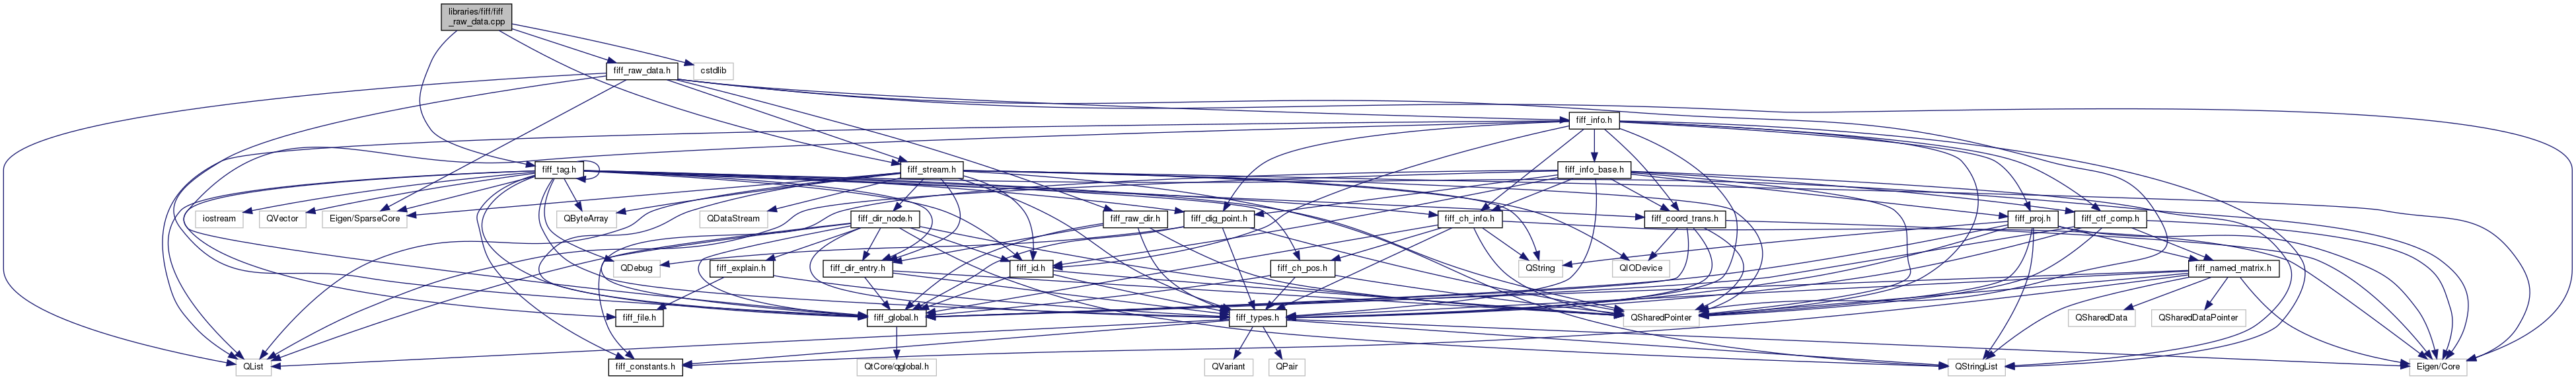 libraries/fiff/fiff
_raw_data.cpp
fiff_raw_data.h
cstdlib
fiff_info.h
fiff_tag.h
fiff_stream.h
fiff_info_base.h
iostream
QVector
Eigen/SparseCore
QByteArray
QDataStream
fiff_dir_node.h
fiff_raw_dir.h
fiff_dig_point.h
fiff_ch_info.h
fiff_coord_trans.h
fiff_proj.h
fiff_ctf_comp.h
QDebug
fiff_explain.h
fiff_dir_entry.h
fiff_id.h
fiff_ch_pos.h
QString
QIODevice
fiff_named_matrix.h
fiff_file.h
fiff_global.h
fiff_types.h
QSharedPointer
QSharedData
QSharedDataPointer
QList
fiff_constants.h
QtCore/qglobal.h
QVariant
QPair
QStringList
Eigen/Core